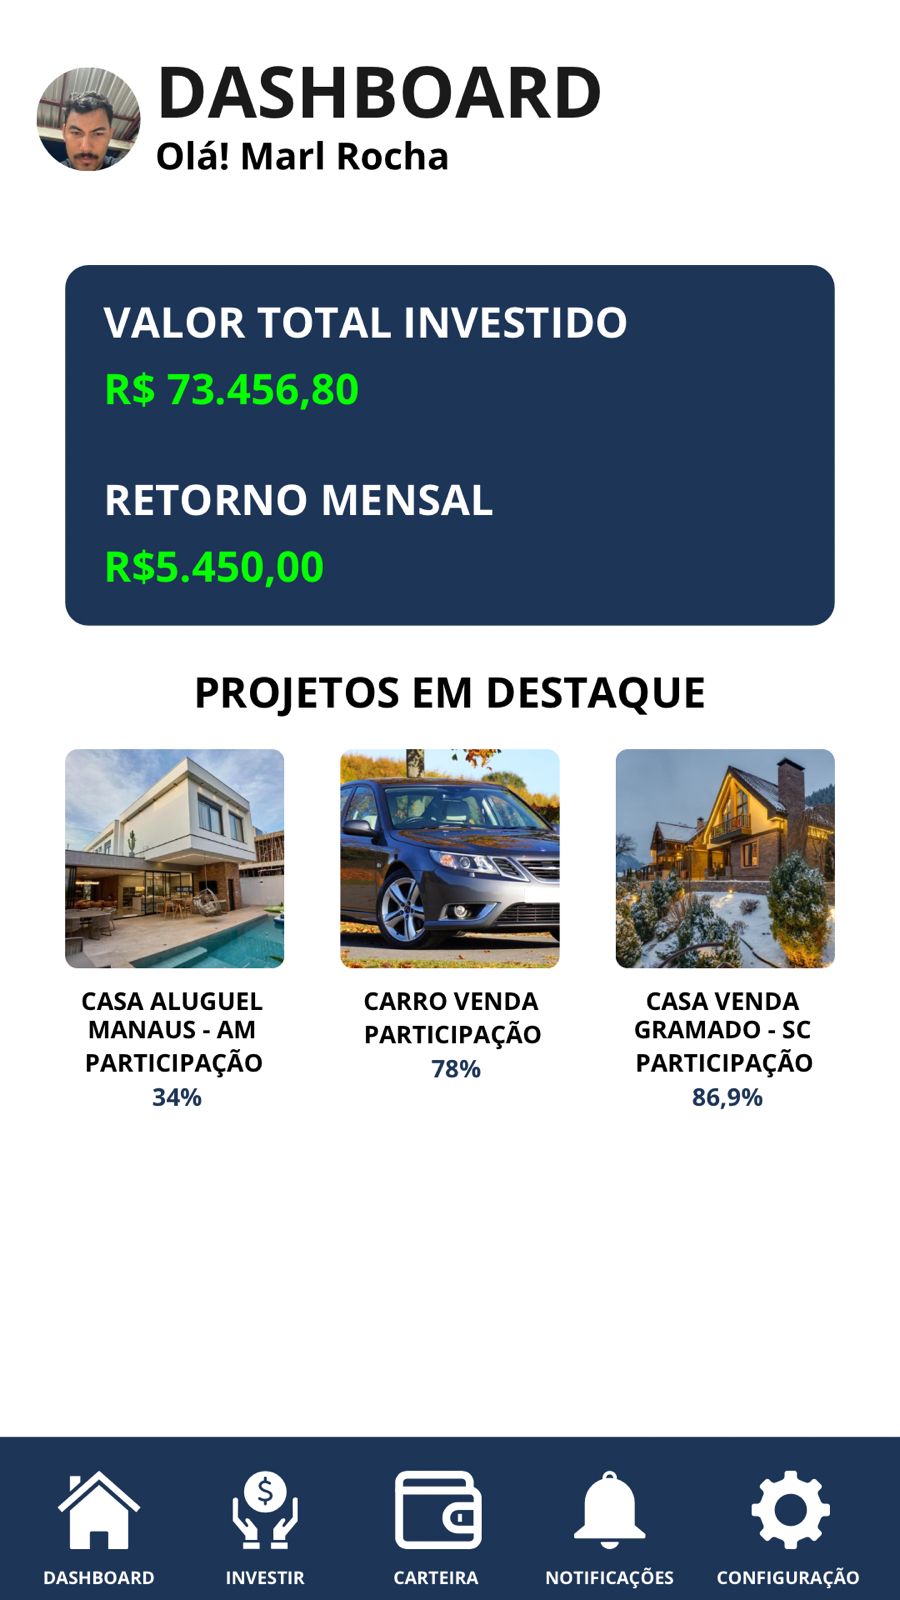 DASHBOARD
Olá! Marl Rocha
VALOR TOTAL INVESTIDO
R$ 73.456,80
RETORNO MENSAL
R$5.450,00
PROJETOS EM DESTAQUE
CASA ALUGUEL
MANAUS - AM
PARTICIPAÇÃO
34%
CARRO VENDA
PARTICIPAÇÃO
78%
CASA VENDA
GRAMADO - SC
PARTICIPAÇÃO
86,9%
DASHBOARD
INVESTIR
CARTEIRA
NOTIFICAÇÕES
CONFIGURAÇÃO